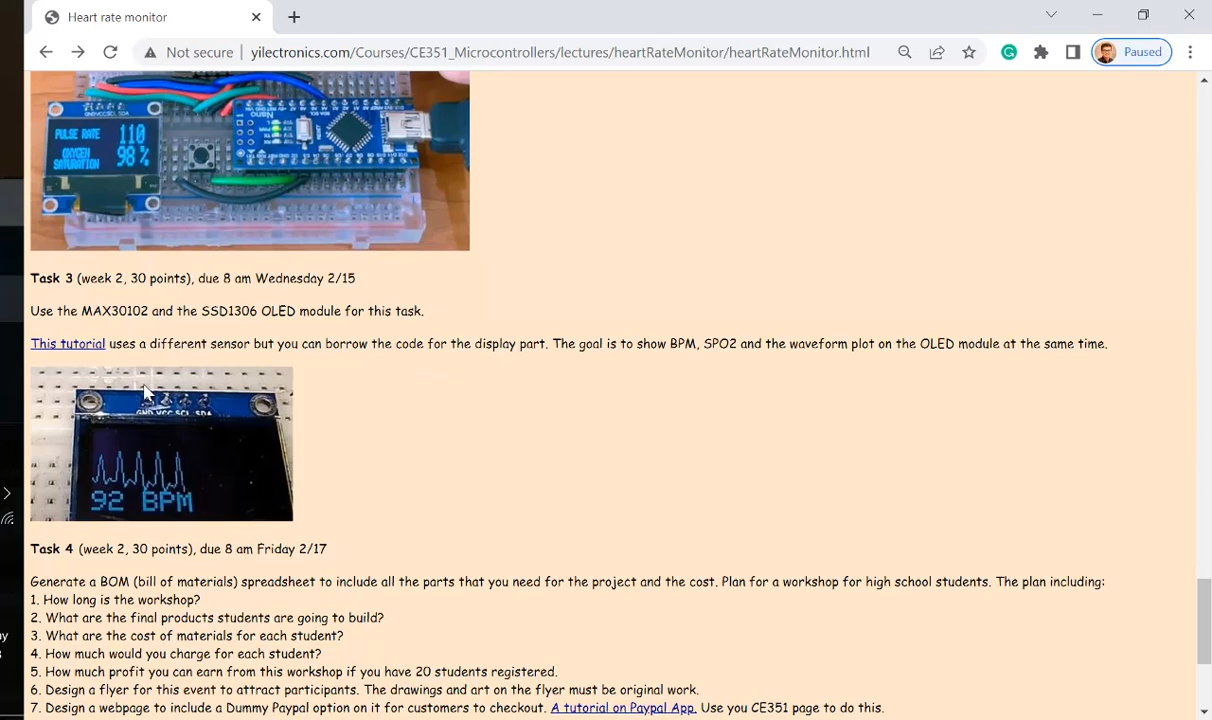 Heart rate monitor
Not secure yilectronics.com/Courses/CE351_Microcontrollers/lectures/heartRateMonitor/heartRateMonitor.html
Paused
PULSE RATE 110
OXYGEN 98 %
SATURATION
Nano
Task 3 (week 2, 30 points), due 8 am Wednesday 2/15
Use the MAX30102 and the SSD1306 OLED module for this task.
This tutorial uses a different sensor but you can borrow the code for the display part. The goal is to show BPM, SPO2 and the waveform plot on the OLED module at the same time.
GND VCC SCL SDA
92 BPM
Task 4 (week 2, 30 points), due 8 am Friday 2/17
Generate a BOM (bill of materials) spreadsheet to include all the parts that you need for the project and the cost. Plan for a workshop for high school students. The plan including:
1. How long is the workshop?
2. What are the final products students are going to build?
3. What are the cost of materials for each student?
4. How much would you charge for each student?
5. How much profit you can earn from this workshop if you have 20 students registered.
6. Design a flyer for this event to attract participants. The drawings and art on the flyer must be original work.
7. Design a webpage to include a Dummy Paypal option on it for customers to checkout. A tutorial on Paypal App. Use you CE351 page to do this.